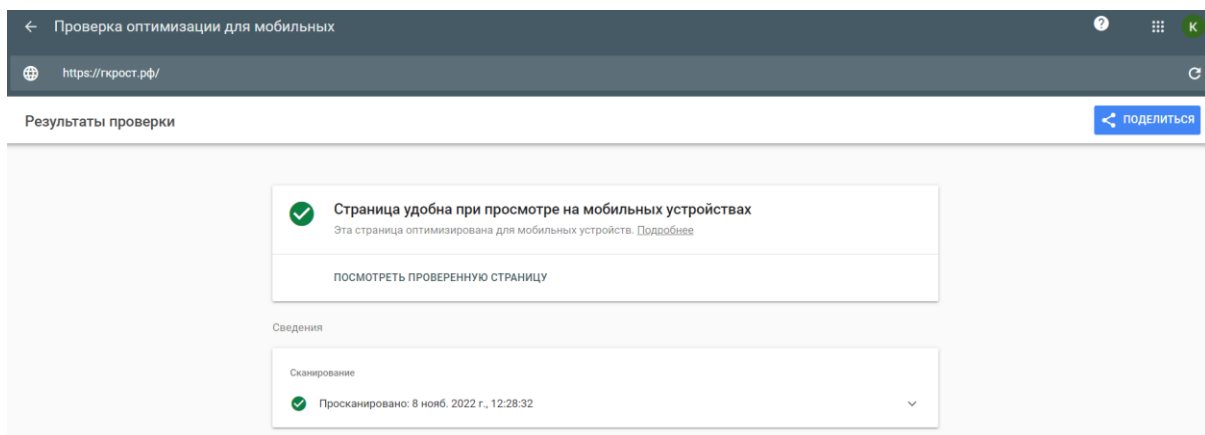 Проверка оптимизации для мобильных
?
К
https://гкрост.рф/
Результаты проверки
ПОДЕЛИТЬСЯ
Страница удобна при просмотре на мобильных устройствах
Эта страница оптимизирована для мобильных устройств. Подробнее
ПОСМОТРЕТЬ ПРОВЕРЕННУЮ СТРАНИЦУ
Сведения
Сканирование
Просканировано: 8 нояб. 2022 г., 12:28:32